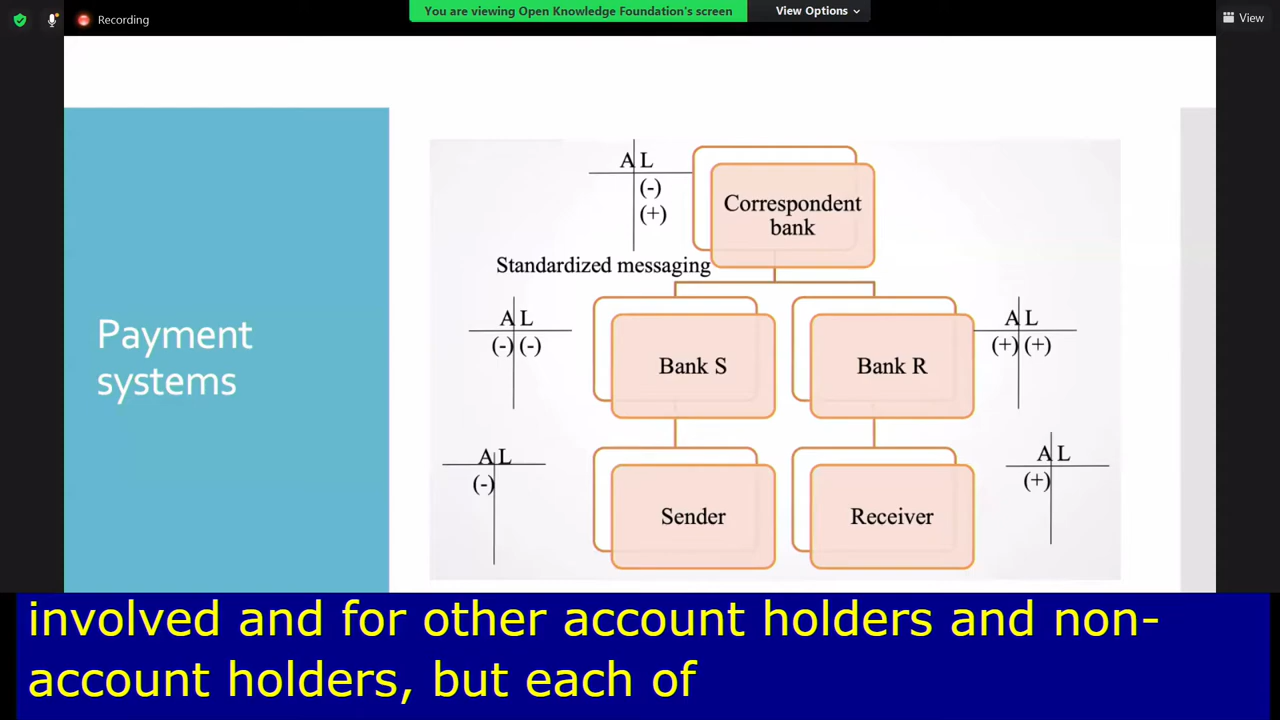 Recording
You are viewing Open Knowledge Foundation's screen
View Options
View
Payment
systems
A L
(-)
(+)
Correspondent
bank
Standardized messaging
A L
(-) (-)
Bank S
Bank R
A L
(+) (+)
A L
(-)
Sender
Receiver
A L
(+)
involved and for other account holders and non-
account holders, but each of